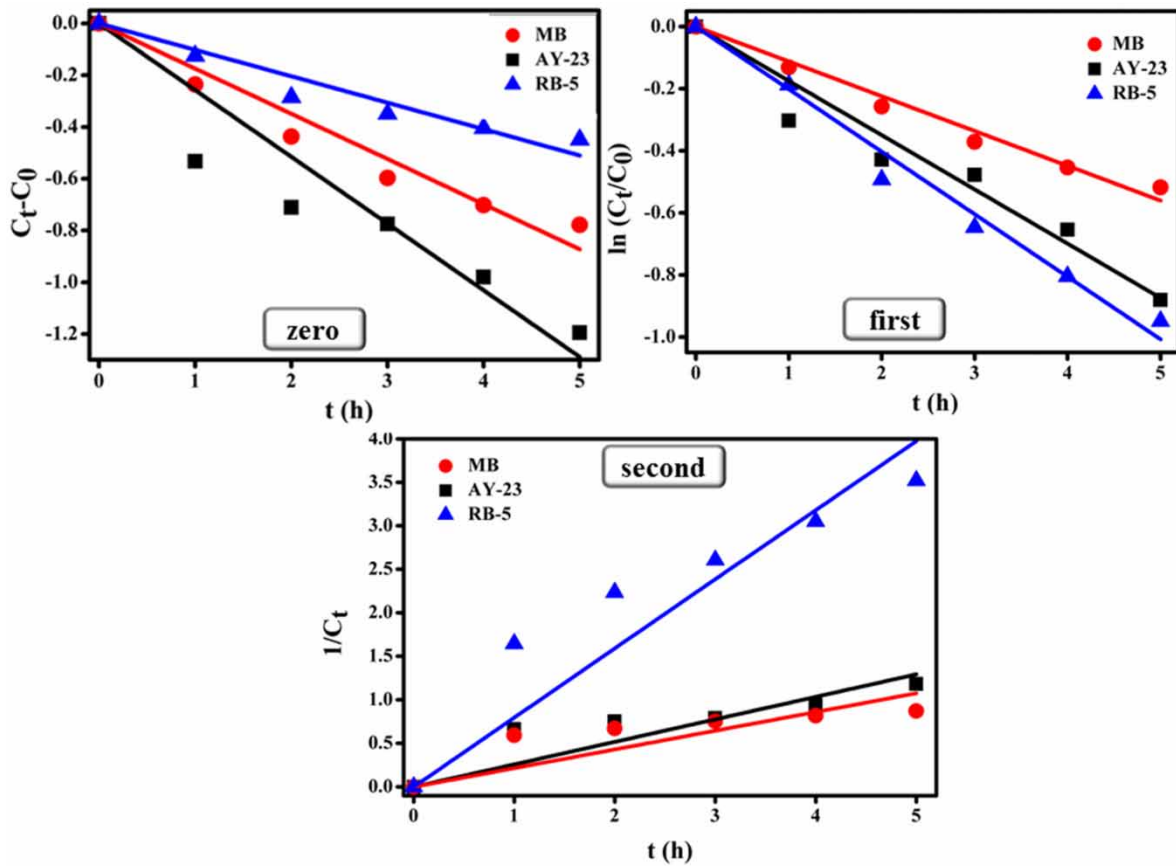 0.0
-0.2
-0.4
-0.6
-0.8
-1.0
-1.2
Cₜ-C₀
MB
AY-23
RB-5
zero
0 1 2 3 4 5
t (h)
0.0
-0.2
-0.4
-0.6
-0.8
-1.0
ln (Cₜ/C₀)
MB
AY-23
RB-5
first
0 1 2 3 4 5
t (h)
4.0
3.5
3.0
2.5
2.0
1.5
1.0
0.5
0.0
1/Cₜ
MB
AY-23
RB-5
second
0 1 2 3 4 5
t (h)